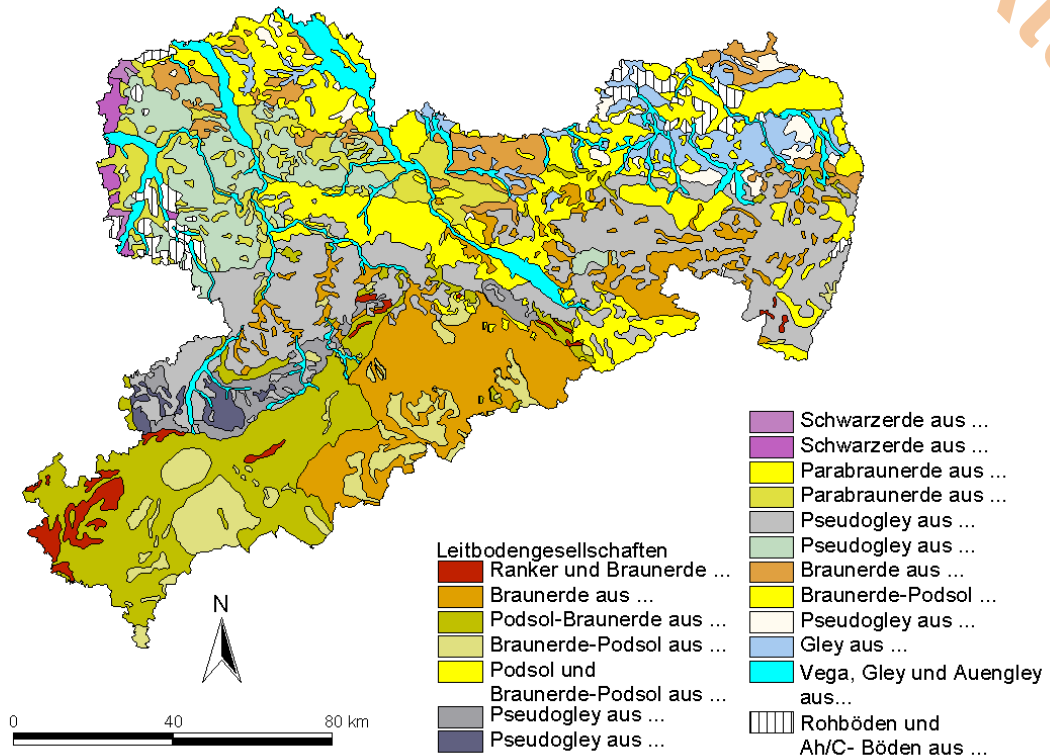 Schwarzerde aus ...
Schwarzerde aus ...
Parabraunerde aus ...
Parabraunerde aus ...
Pseudogley aus ...
Pseudogley aus ...
Braunerde aus ...
Braunerde-Podsol ...
Pseudogley aus ...
Gley aus ...
Vega, Gley und Auengley
aus...
Rohböden und
Ah/C- Böden aus ...
Leitbodengesellschaften
Ranker und Braunerde ...
Braunerde aus ...
Podsol-Braunerde aus ...
Braunerde-Podsol aus ...
Podsol und
Braunerde-Podsol aus ...
Pseudogley aus ...
Pseudogley aus ...
N
0 40 80 km